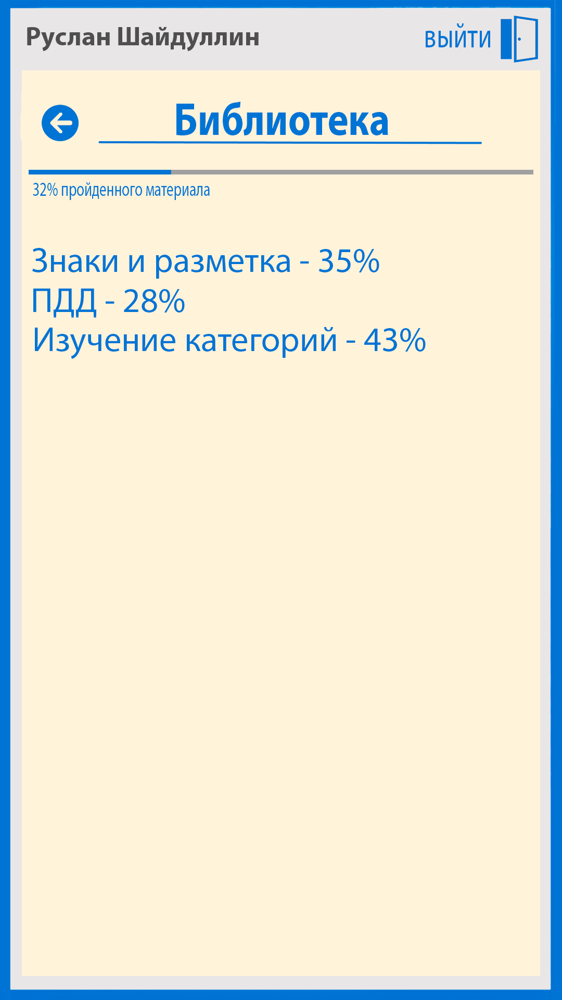 Руслан Шайдуллин
ВЫЙТИ
Библиотека
32% пройденного материала
Знаки и разметка - 35%
ПДД - 28%
Изучение категорий - 43%